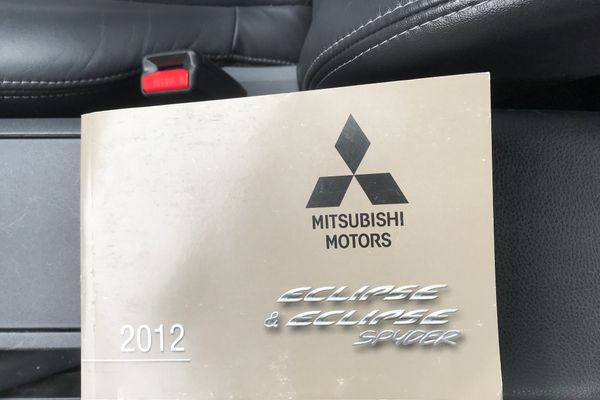 MITSUBISHI
MOTORS
ECLIPSE
& ECLIPSE
SPYDER
2012